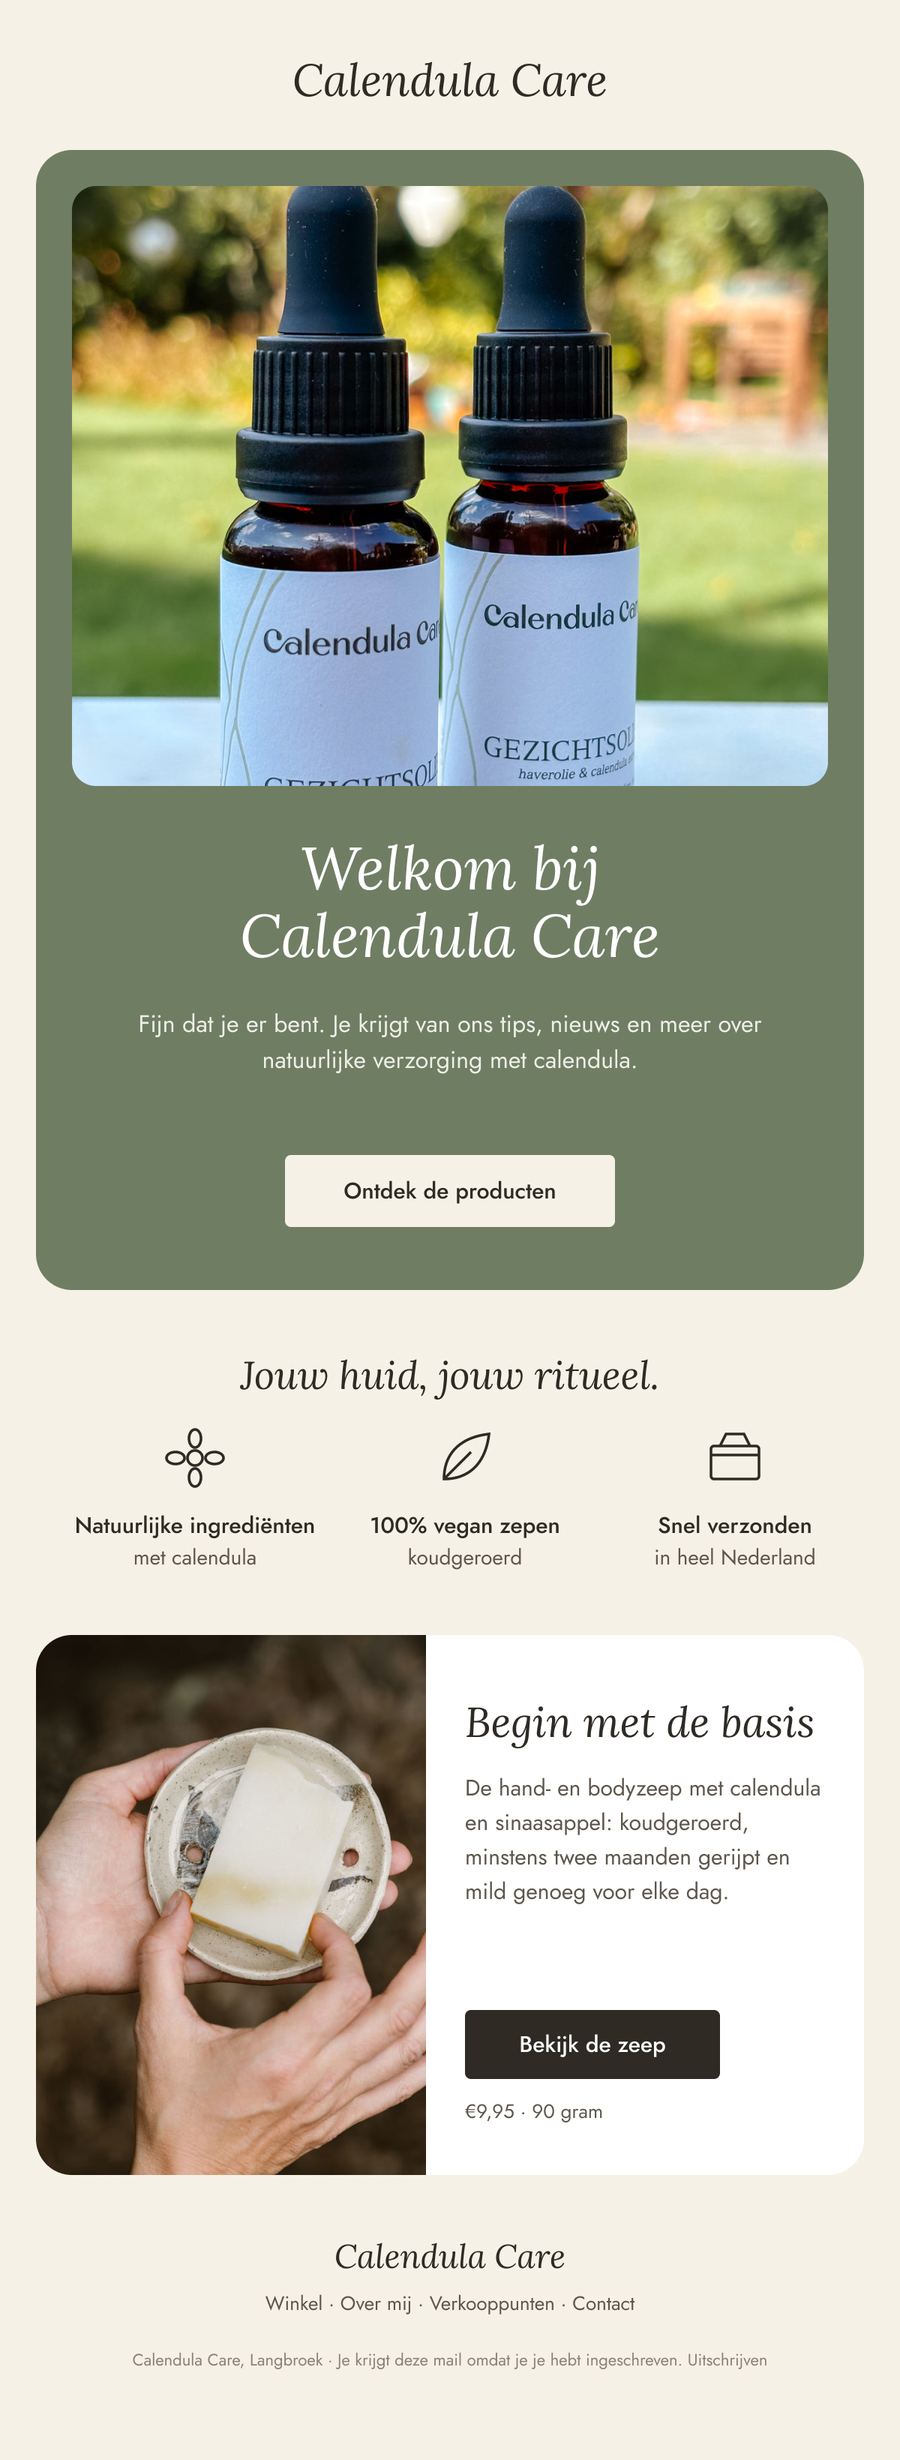 Calendula Care
Calendula
Calendula
GEZICHTSOL
haverolie & calendula
Welkom bij
Calendula Care
Fijn dat je er bent. Je krijgt van ons tips, nieuws en meer over
natuurlijke verzorging met calendula.
Ontdek de producten
Jouw huid, jouw ritueel.
Natuurlijke ingrediënten
met calendula
100% vegan zepen
koudgeroerd
Snel verzonden
in heel Nederland
Begin met de basis
De hand- en bodyzeep met calendula
en sinaasappel: koudgeroerd,
minstens twee maanden gerijpt en
mild genoeg voor elke dag.
Bekijk de zeep
€9,95 · 90 gram
Calendula Care
Winkel · Over mij · Verkooppunten · Contact
Calendula Care, Langbroek · Je krijgt deze mail omdat je je hebt ingeschreven. Uitschrijven